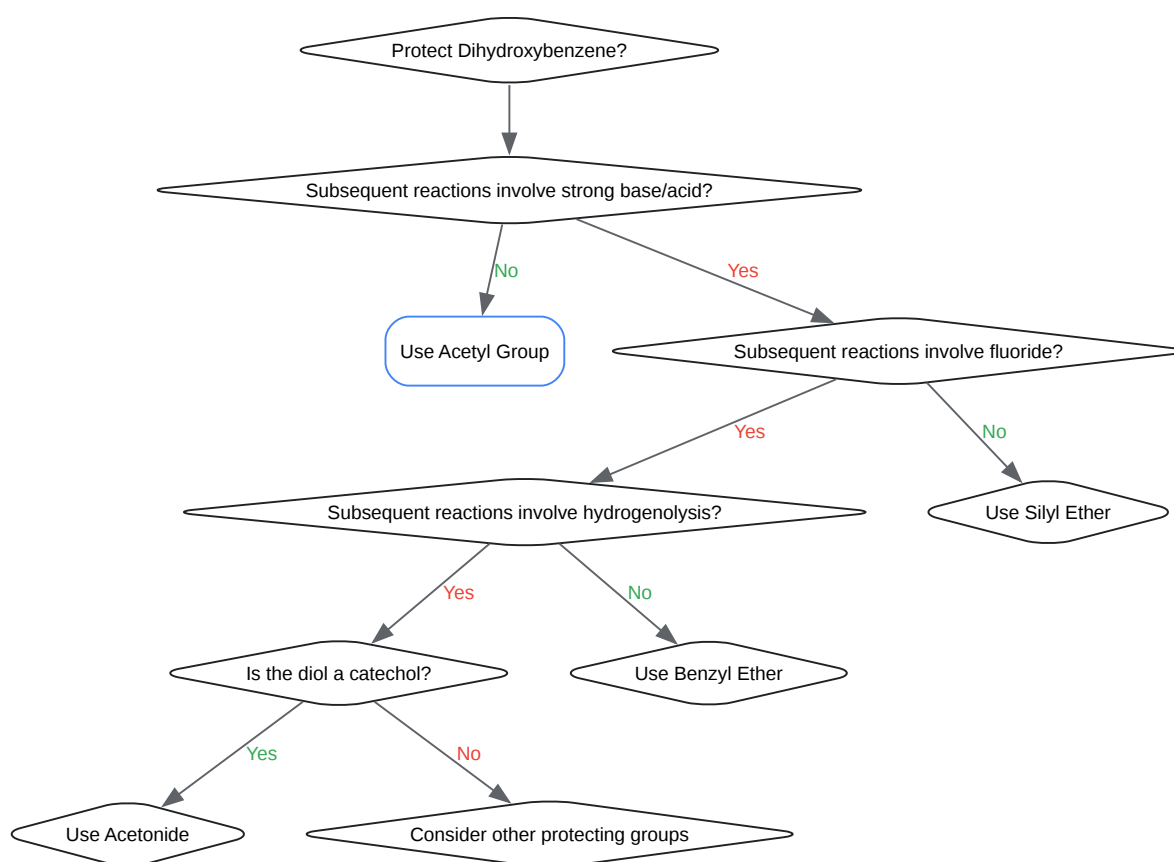 Protect Dihydroxybenzene?
Subsequent reactions involve strong base/acid?
No
Yes
Use Acetyl Group
Subsequent reactions involve fluoride?
Yes
No
Subsequent reactions involve hydrogenolysis?
Use Silyl Ether
Yes
No
Is the diol a catechol?
Use Benzyl Ether
Yes
No
Use Acetonide
Consider other protecting groups